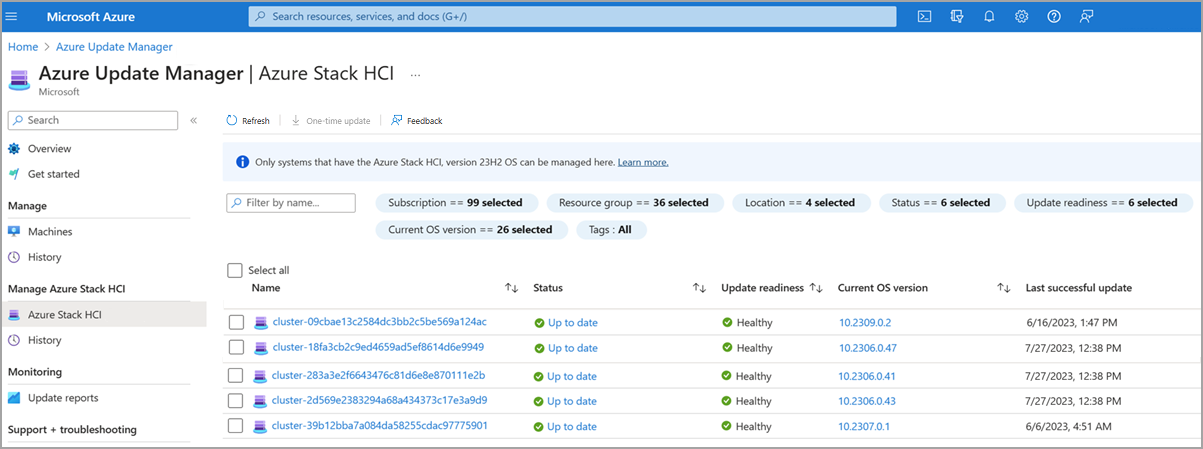 Microsoft Azure
Search resources, services, and docs (G+/)
Home > Azure Update Manager
Azure Update Manager | Azure Stack HCI ...
Microsoft
Search «
Refresh One-time update Feedback
Overview
Get started
Manage
Machines
History
Manage Azure Stack HCI
Azure Stack HCI
History
Monitoring
Update reports
Support + troubleshooting
Only systems that have the Azure Stack HCI, version 23H2 OS can be managed here. Learn more.
Filter by name... Subscription == 99 selected Resource group == 36 selected Location == 4 selected Status == 6 selected Update readiness == 6 selected
Current OS version == 26 selected Tags : All
Select all
Name ↑↓ Status ↑↓ Update readiness ↑↓ Current OS version ↑↓ Last successful update
cluster-09cbae13c2584dc3bb2c5be569a124ac Up to date Healthy 10.2309.0.2 6/16/2023, 1:47 PM
cluster-18fa3cb2c9ed4659ad5ef8614d6e9949 Up to date Healthy 10.2306.0.47 7/27/2023, 12:38 PM
cluster-283a3e2f6643476c81d6e8e870111e2b Up to date Healthy 10.2306.0.41 7/27/2023, 12:38 PM
cluster-2d569e2383294a68a434373c17e3a9d9 Up to date Healthy 10.2306.0.43 7/27/2023, 12:38 PM
cluster-39b12bba7a084da58255cdac97775901 Up to date Healthy 10.2307.0.1 6/6/2023, 4:51 AM